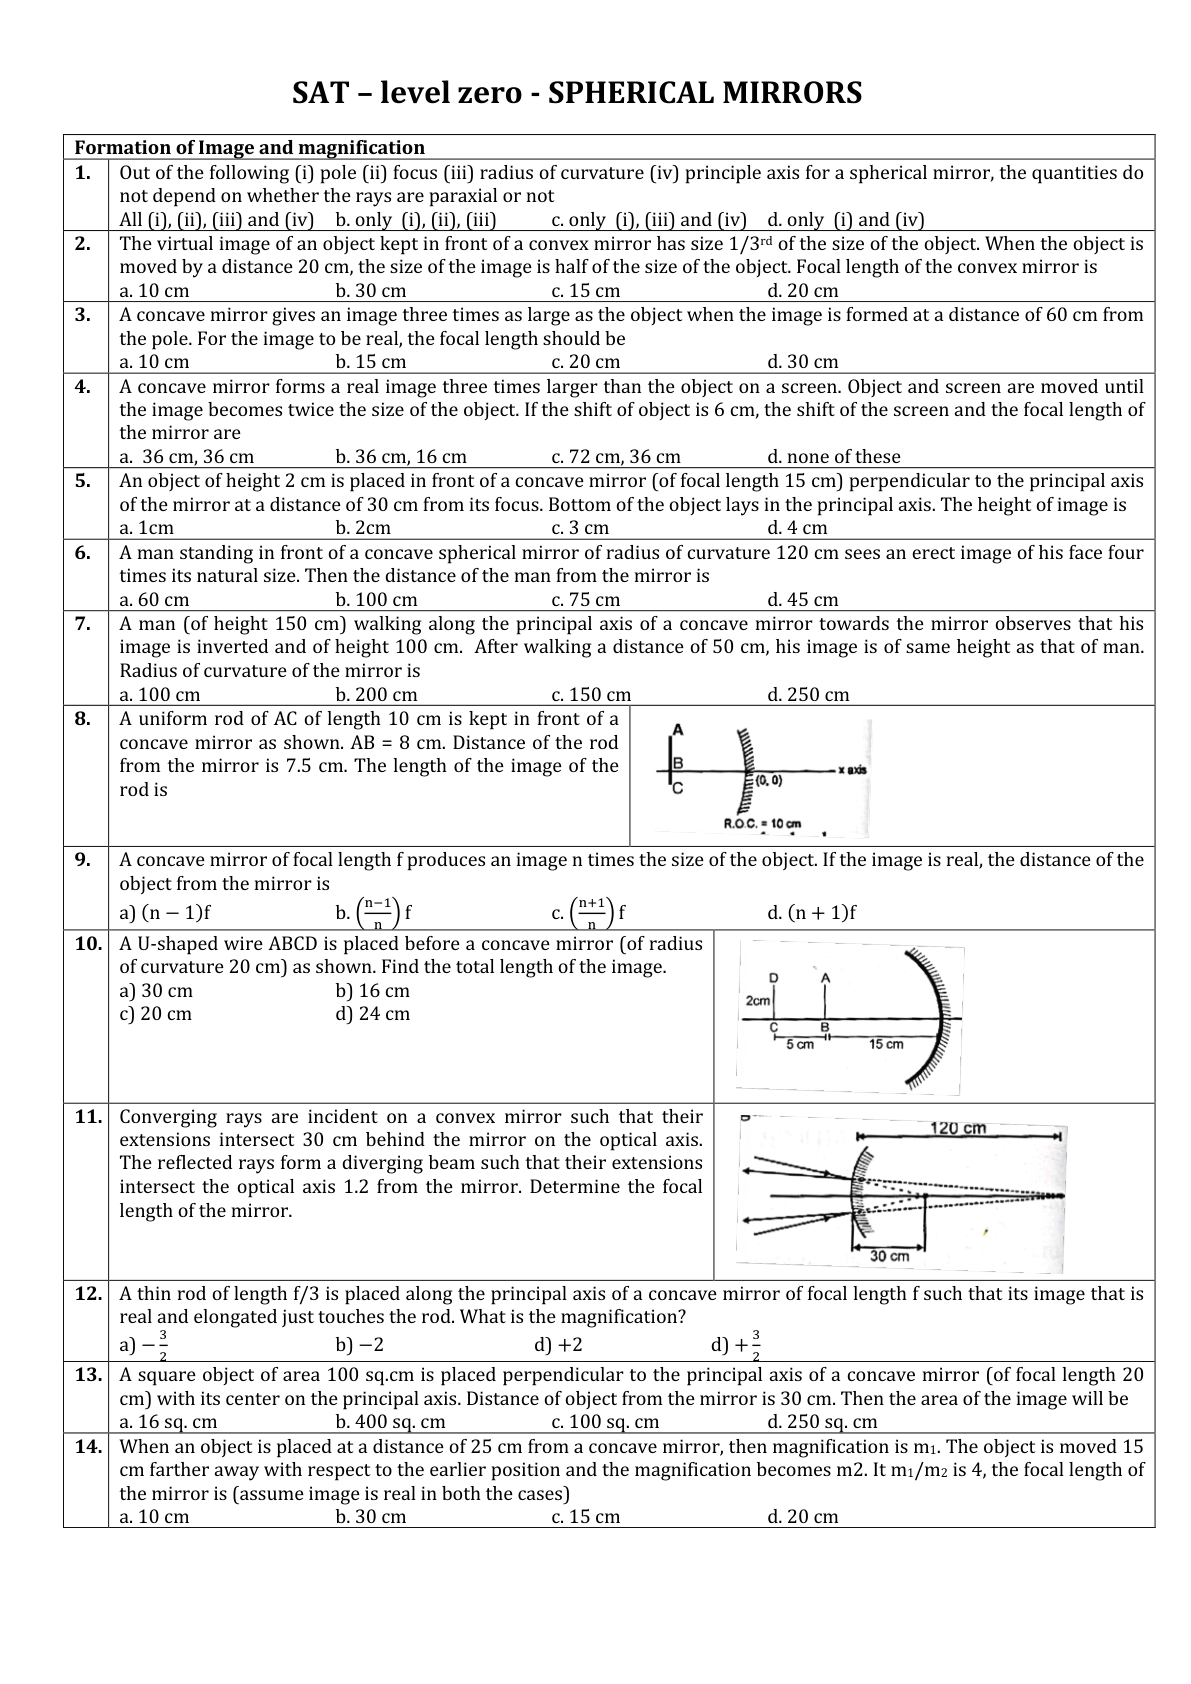 SAT – level zero - SPHERICAL MIRRORS
Formation of Image and magnification
1. Out of the following (i) pole (ii) focus (iii) radius of curvature (iv) principle axis for a spherical mirror, the quantities do
not depend on whether the rays are paraxial or not
All (i), (ii), (iii) and (iv) b. only (i), (ii), (iii) c. only (i), (iii) and (iv) d. only (i) and (iv)
2. The virtual image of an object kept in front of a convex mirror has size 1/3rd of the size of the object. When the object is
moved by a distance 20 cm, the size of the image is half of the size of the object. Focal length of the convex mirror is
a. 10 cm b. 30 cm c. 15 cm d. 20 cm
3. A concave mirror gives an image three times as large as the object when the image is formed at a distance of 60 cm from
the pole. For the image to be real, the focal length should be
a. 10 cm b. 15 cm c. 20 cm d. 30 cm
4. A concave mirror forms a real image three times larger than the object on a screen. Object and screen are moved until
the image becomes twice the size of the object. If the shift of object is 6 cm, the shift of the screen and the focal length of
the mirror are
a. 36 cm, 36 cm b. 36 cm, 16 cm c. 72 cm, 36 cm d. none of these
5. An object of height 2 cm is placed in front of a concave mirror (of focal length 15 cm) perpendicular to the principal axis
of the mirror at a distance of 30 cm from its focus. Bottom of the object lays in the principal axis. The height of image is
a. 1cm b. 2cm c. 3 cm d. 4 cm
6. A man standing in front of a concave spherical mirror of radius of curvature 120 cm sees an erect image of his face four
times its natural size. Then the distance of the man from the mirror is
a. 60 cm b. 100 cm c. 75 cm d. 45 cm
7. A man (of height 150 cm) walking along the principal axis of a concave mirror towards the mirror observes that his
image is inverted and of height 100 cm. After walking a distance of 50 cm, his image is of same height as that of man.
Radius of curvature of the mirror is
a. 100 cm b. 200 cm c. 150 cm d. 250 cm
8. A uniform rod of AC of length 10 cm is kept in front of a
concave mirror as shown. AB = 8 cm. Distance of the rod
from the mirror is 7.5 cm. The length of the image of the
rod is
A
B
C
x axis
(0, 0)
R.O.C. = 10 cm
9. A concave mirror of focal length f produces an image n times the size of the object. If the image is real, the distance of the
object from the mirror is
a) (n − 1)f b. ((n−1)/n) f c. ((n+1)/n) f d. (n + 1)f
10. A U-shaped wire ABCD is placed before a concave mirror (of radius
of curvature 20 cm) as shown. Find the total length of the image.
a) 30 cm b) 16 cm
c) 20 cm d) 24 cm
D A
2cm
C B
5 cm 15 cm
11. Converging rays are incident on a convex mirror such that their
extensions intersect 30 cm behind the mirror on the optical axis.
The reflected rays form a diverging beam such that their extensions
intersect the optical axis 1.2 from the mirror. Determine the focal
length of the mirror.
120 cm
30 cm
12. A thin rod of length f/3 is placed along the principal axis of a concave mirror of focal length f such that its image that is
real and elongated just touches the rod. What is the magnification?
a) −3/2 b) −2 d) +2 d) +3/2
13. A square object of area 100 sq.cm is placed perpendicular to the principal axis of a concave mirror (of focal length 20
cm) with its center on the principal axis. Distance of object from the mirror is 30 cm. Then the area of the image will be
a. 16 sq. cm b. 400 sq. cm c. 100 sq. cm d. 250 sq. cm
14. When an object is placed at a distance of 25 cm from a concave mirror, then magnification is m1. The object is moved 15
cm farther away with respect to the earlier position and the magnification becomes m2. It m1/m2 is 4, the focal length of
the mirror is (assume image is real in both the cases)
a. 10 cm b. 30 cm c. 15 cm d. 20 cm